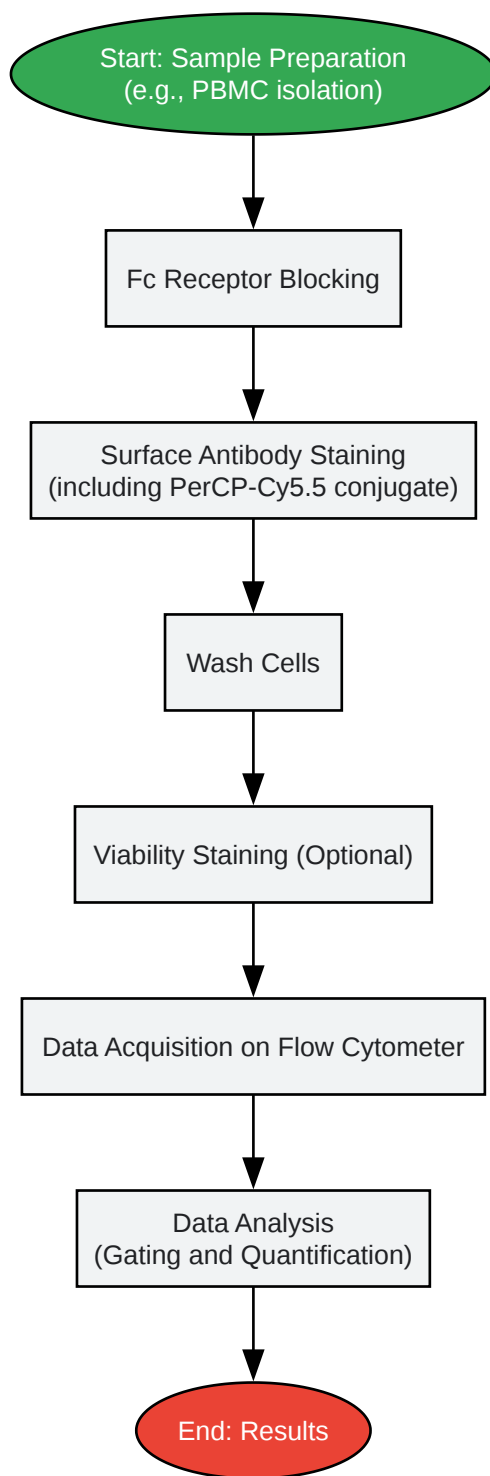 Start: Sample Preparation
(e.g., PBMC isolation)
Fc Receptor Blocking
Surface Antibody Staining
(including PerCP-Cy5.5 conjugate)
Wash Cells
Viability Staining (Optional)
Data Acquisition on Flow Cytometer
Data Analysis
(Gating and Quantification)
End: Results